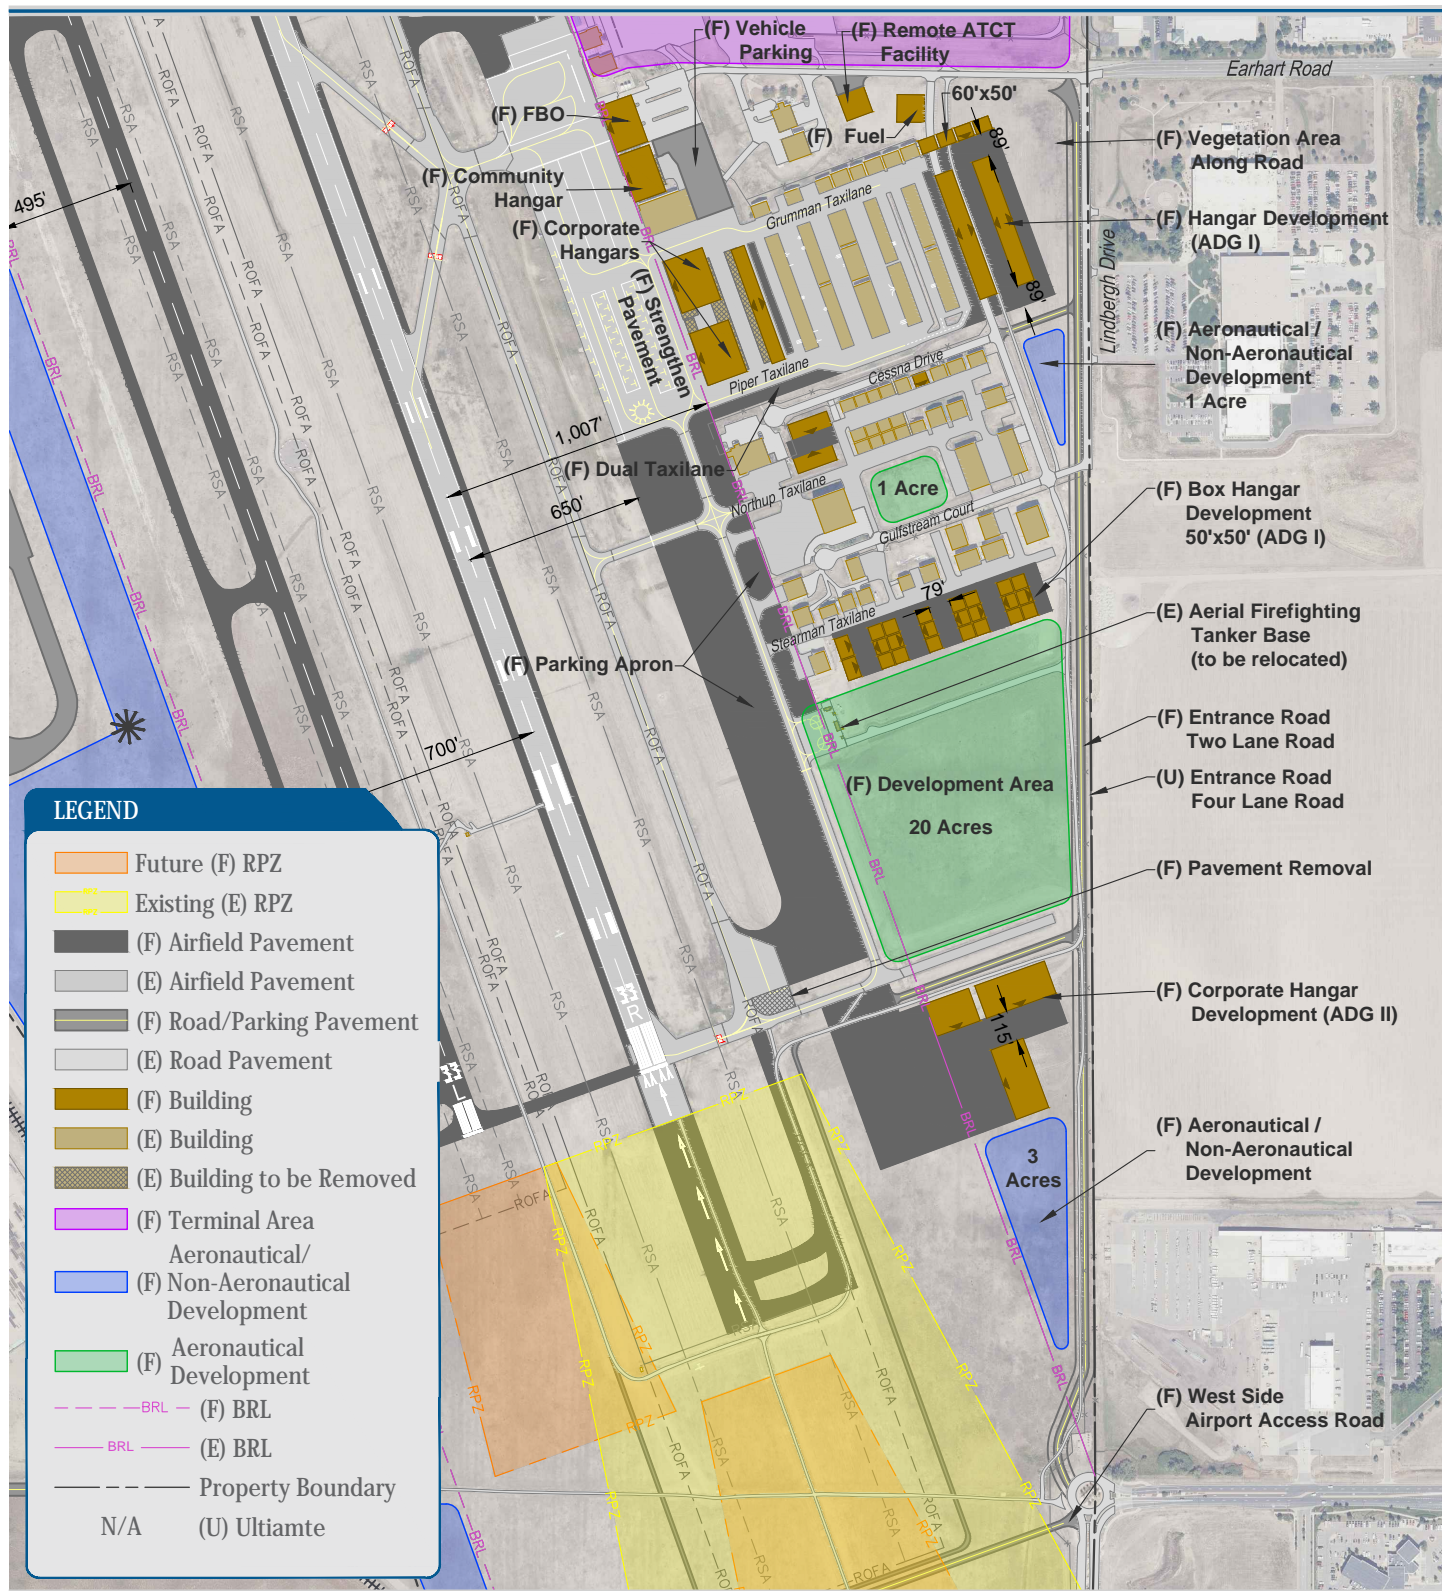 (F) Vehicle
Parking
(F) Remote ATCT
Facility
Earhart Road
60'x50'
(F) FBO
(F) Fuel
89'
(F) Vegetation Area
Along Road
(F) Community
Hangar
Grumman Taxilane
495'
(F) Corporate
Hangars
(F) Hangar Development
(ADG I)
Lindbergh Drive
(F) Strengthen
Pavement
89'
(F) Aeronautical /
Non-Aeronautical
Development
1 Acre
Piper Taxilane
Cessna Drive
1,007'
(F) Dual Taxilane
650'
Northup Taxilane
1 Acre
Gulfstream Court
(F) Box Hangar
Development
50'x50' (ADG I)
79'
Stearman Taxilane
(E) Aerial Firefighting
Tanker Base
(to be relocated)
(F) Parking Apron
700'
(F) Entrance Road
Two Lane Road
(U) Entrance Road
Four Lane Road
(F) Development Area
20 Acres
(F) Pavement Removal
(F) Corporate Hangar
Development (ADG II)
115'
(F) Aeronautical /
Non-Aeronautical
Development
3
Acres
(F) West Side
Airport Access Road
LEGEND
Future (F) RPZ
Existing (E) RPZ
(F) Airfield Pavement
(E) Airfield Pavement
(F) Road/Parking Pavement
(E) Road Pavement
(F) Building
(E) Building
(E) Building to be Removed
(F) Terminal Area
Aeronautical/
(F) Non-Aeronautical
Development
(F) Aeronautical
Development
BRL (F) BRL
BRL (E) BRL
Property Boundary
N/A (U) Ultiamte
RSA
ROFA
BRL
RPZ